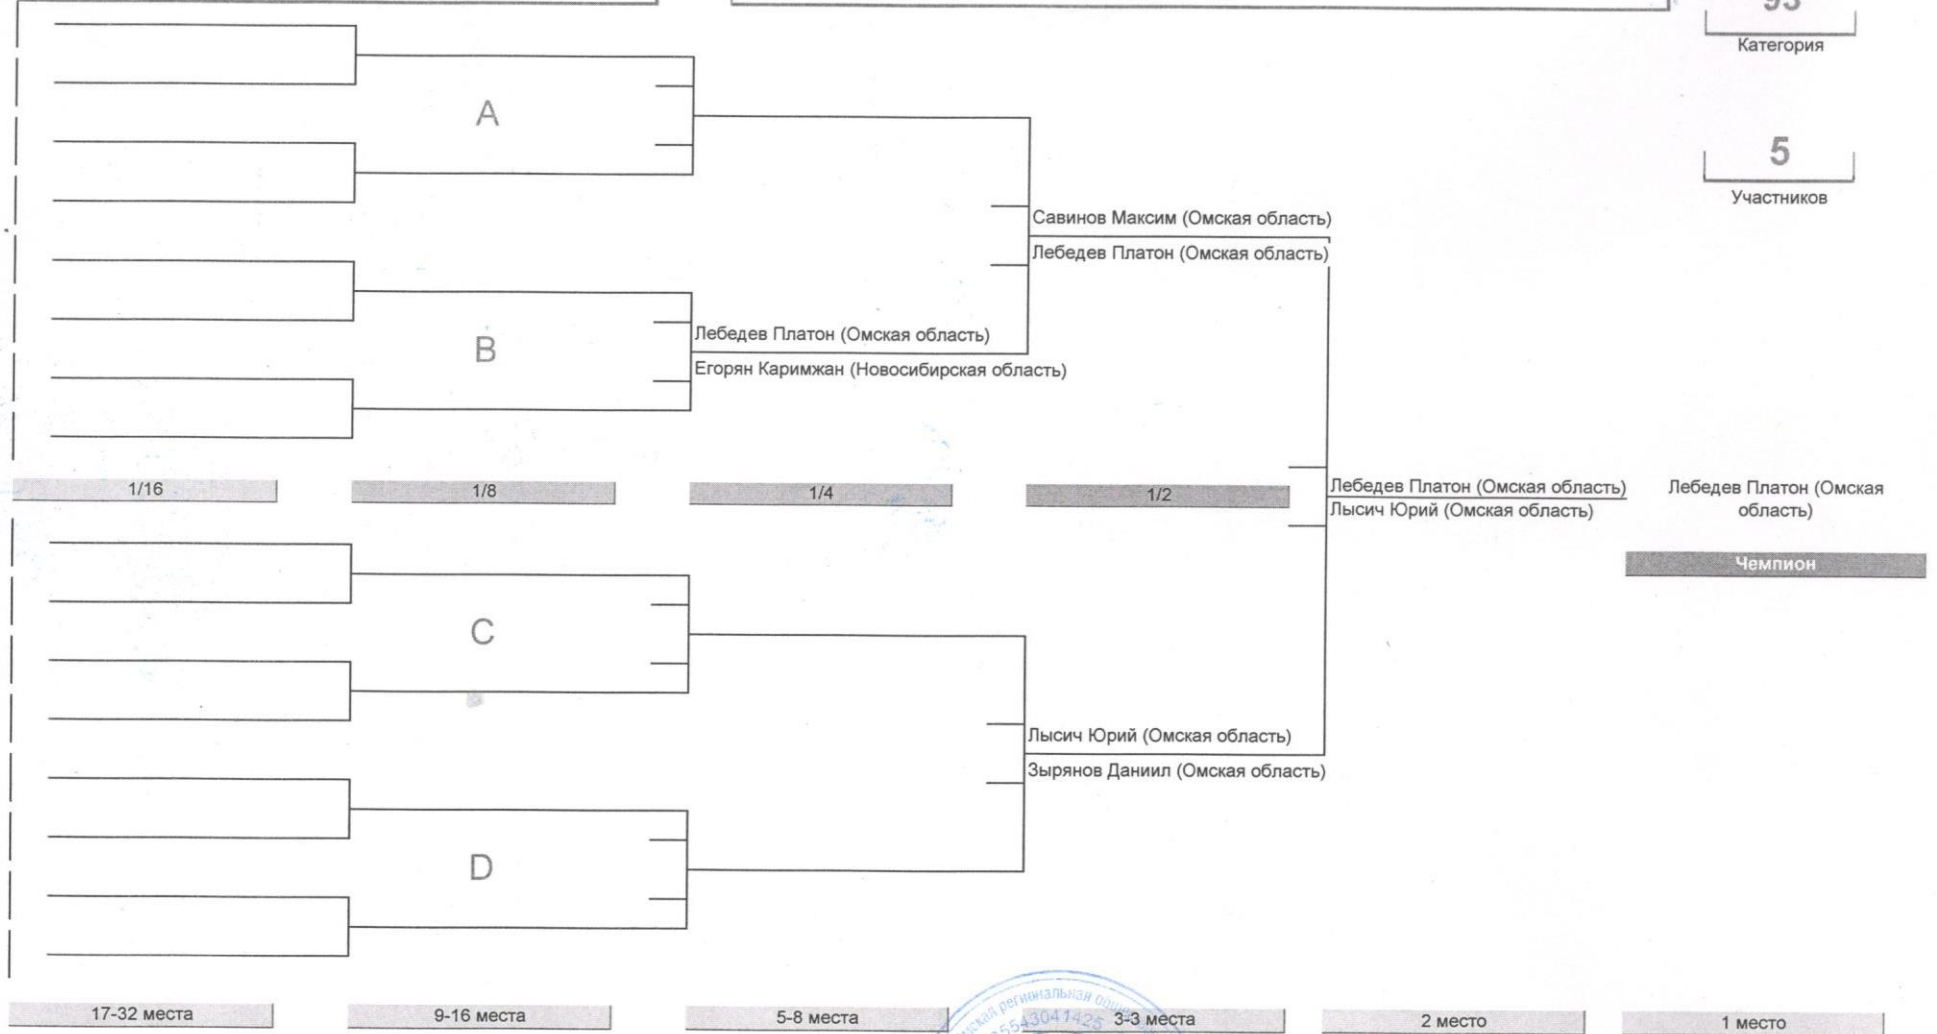 93
Категория
5
Участников
A
Савинов Максим (Омская область)
Лебедев Платон (Омская область)
B
Лебедев Платон (Омская область)
Егорян Каримжан (Новосибирская область)
1/16
1/8
1/4
1/2
Лебедев Платон (Омская область)
Лысич Юрий (Омская область)
Лебедев Платон (Омская
область)
Чемпион
C
Лысич Юрий (Омская область)
Зырянов Даниил (Омская область)
D
17-32 места
9-16 места
5-8 места
3-3 места
2 место
1 место
региональная
5543041425